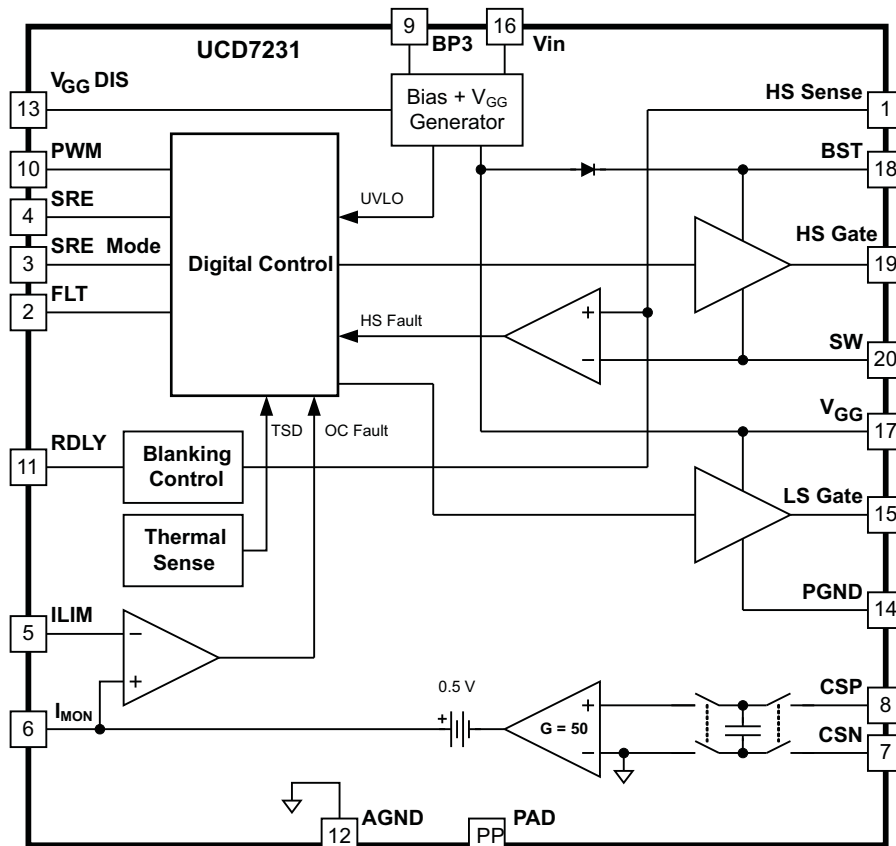 9
BP3
16
Vin
UCD7231
VGG DIS
13
Bias + VGG
Generator
HS Sense
1
PWM
10
BST
18
SRE
4
UVLO
SRE Mode
3
Digital Control
HS Gate
19
FLT
2
HS Fault
+
−
SW
20
TSD
OC Fault
VGG
17
RDLY
11
Blanking
Control
LS Gate
15
Thermal
Sense
PGND
14
ILIM
5
−
+
IMON
6
0.5 V
+
+
G = 50
−
CSP
8
CSN
7
AGND
12
PAD
PP